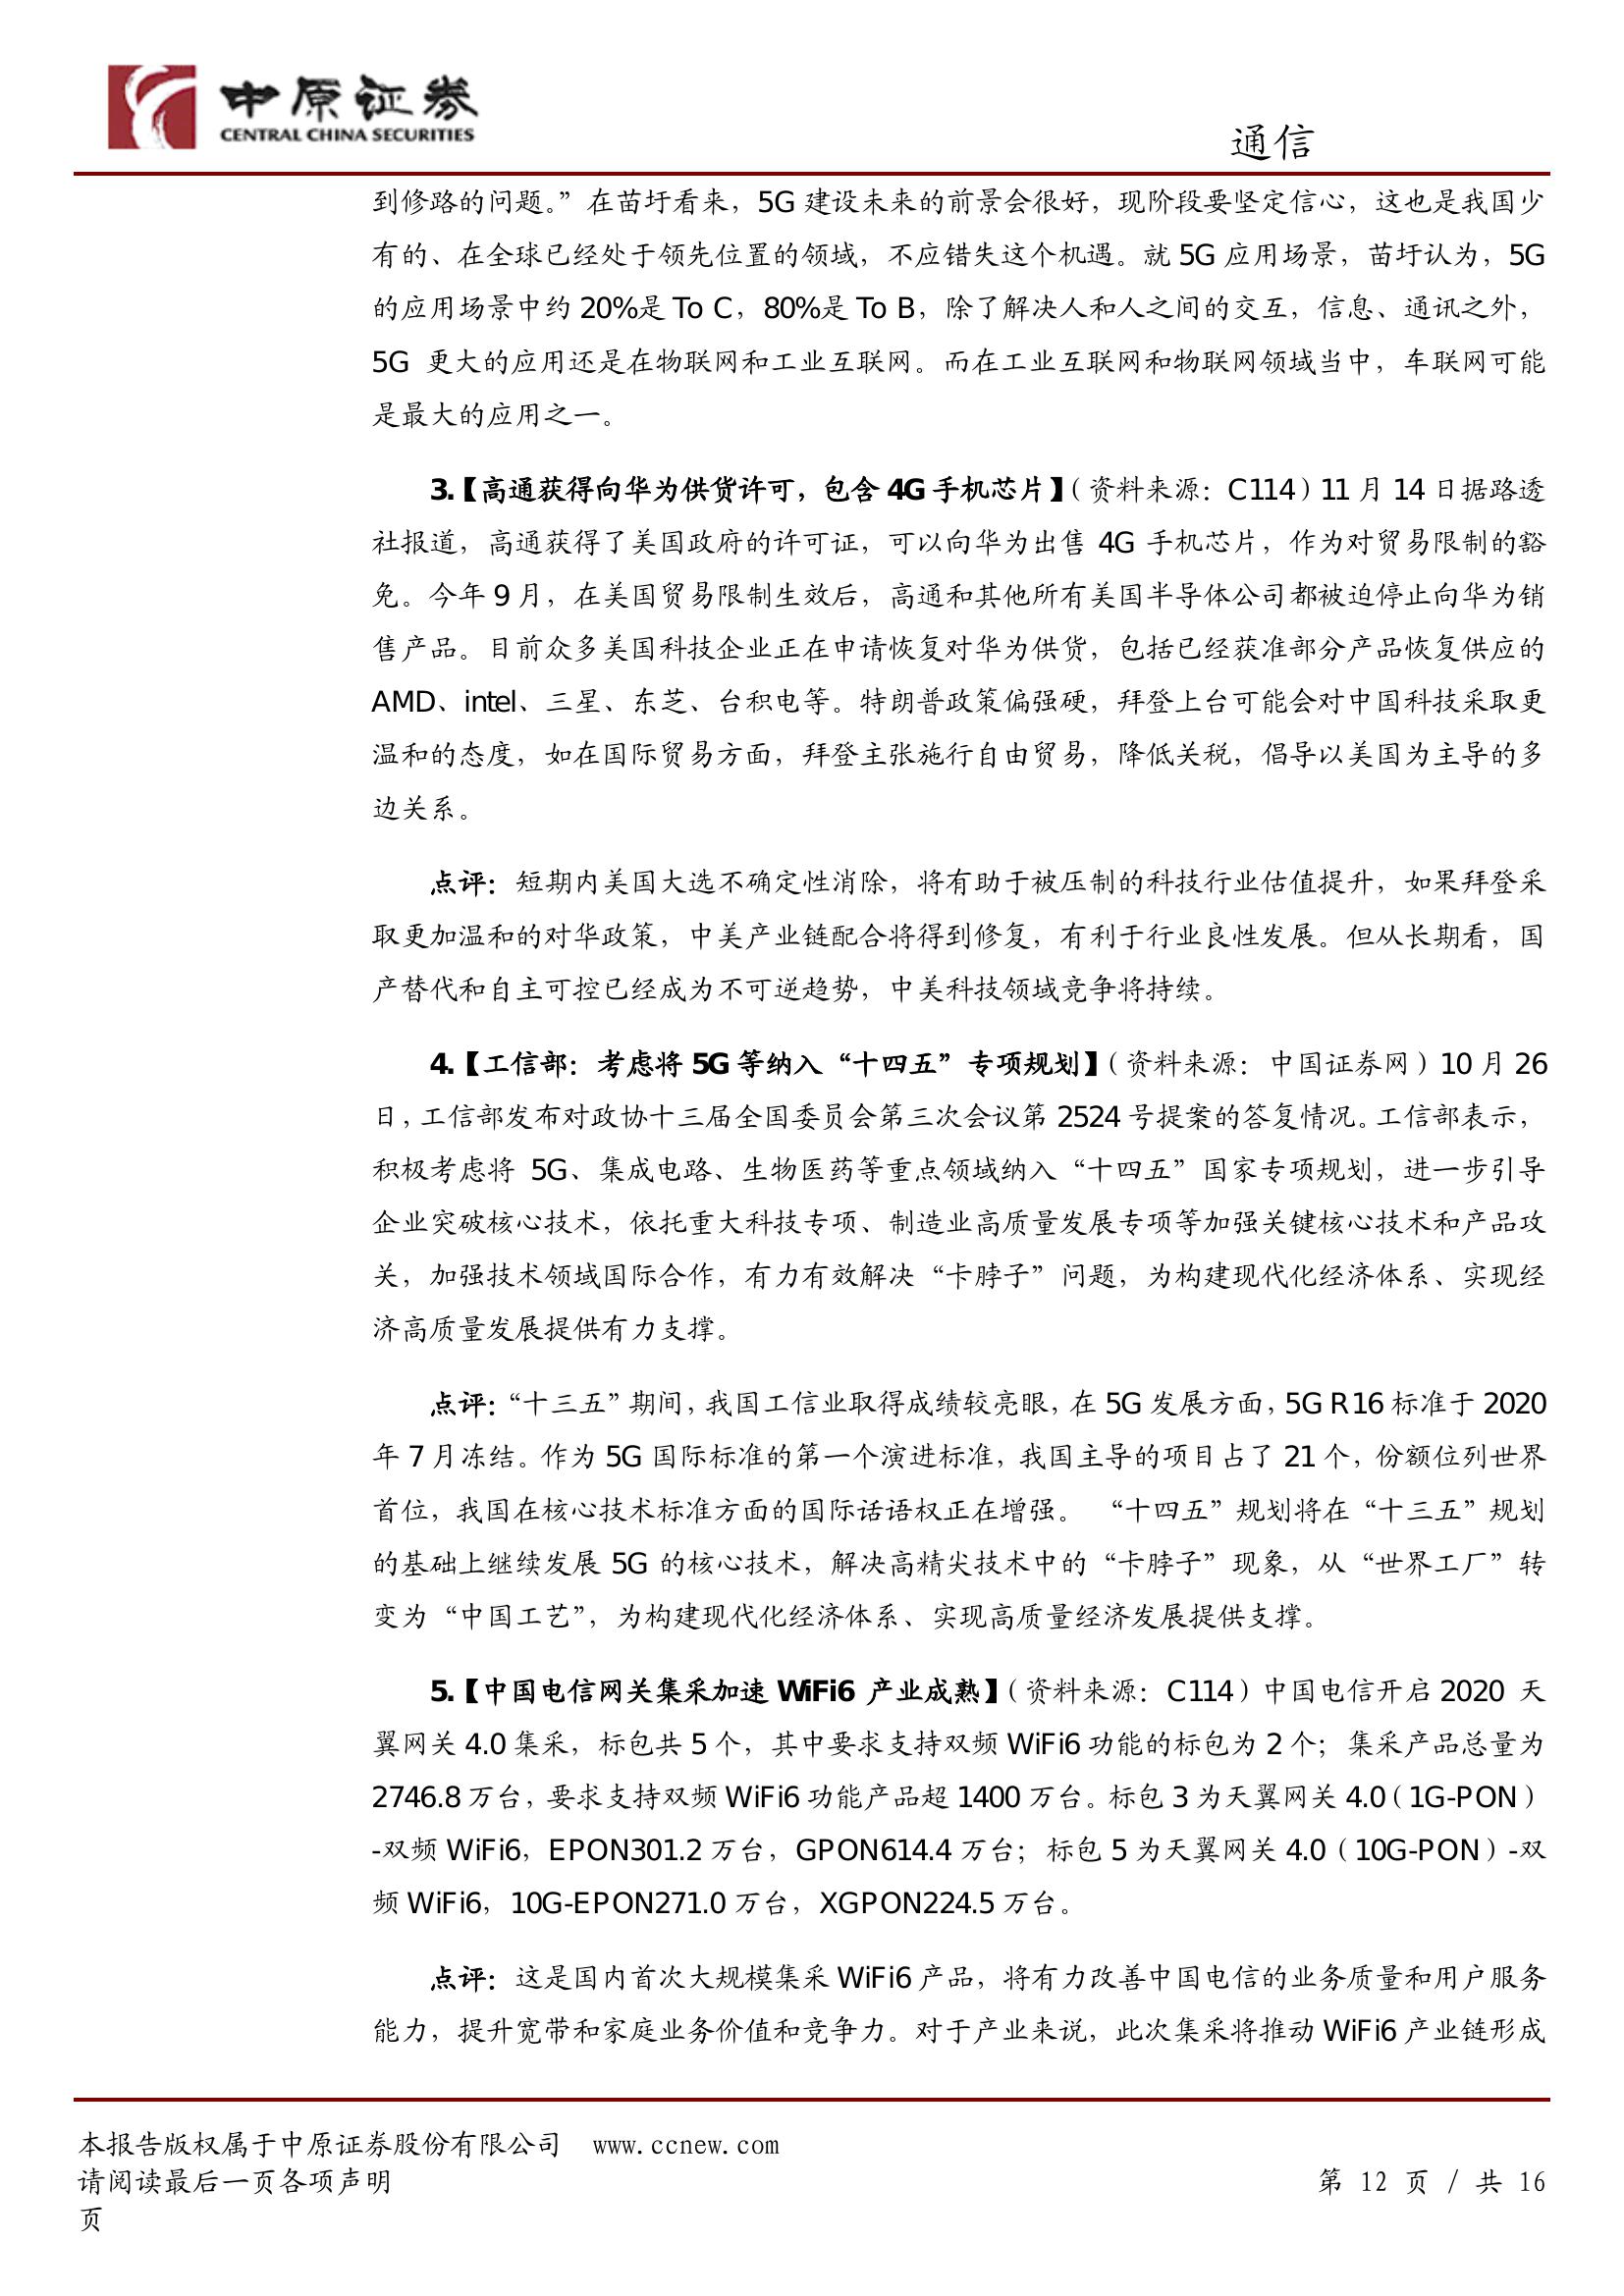 中原证券
CENTRAL CHINA SECURITIES
通信
到修路的问题。”在苗圩看来，5G 建设未来的前景会很好，现阶段要坚定信心，这也是我国少
有的、在全球已经处于领先位置的领域，不应错失这个机遇。就 5G 应用场景，苗圩认为，5G
的应用场景中约 20%是 To C，80%是 To B，除了解决人和人之间的交互，信息、通讯之外，
5G 更大的应用还是在物联网和工业互联网。而在工业互联网和物联网领域当中，车联网可能
是最大的应用之一。
3.【高通获得向华为供货许可，包含 4G 手机芯片】（资料来源：C114）11 月 14 日据路透
社报道，高通获得了美国政府的许可证，可以向华为出售 4G 手机芯片，作为对贸易限制的豁
免。今年 9 月，在美国贸易限制生效后，高通和其他所有美国半导体公司都被迫停止向华为销
售产品。目前众多美国科技企业正在申请恢复对华为供货，包括已经获准部分产品恢复供应的
AMD、intel、三星、东芝、台积电等。特朗普政策偏强硬，拜登上台可能会对中国科技采取更
温和的态度，如在国际贸易方面，拜登主张施行自由贸易，降低关税，倡导以美国为主导的多
边关系。
点评：短期内美国大选不确定性消除，将有助于被压制的科技行业估值提升，如果拜登采
取更加温和的对华政策，中美产业链配合将得到修复，有利于行业良性发展。但从长期看，国
产替代和自主可控已经成为不可逆趋势，中美科技领域竞争将持续。
4.【工信部：考虑将 5G 等纳入“十四五”专项规划】（资料来源：中国证券网）10 月 26
日，工信部发布对政协十三届全国委员会第三次会议第 2524 号提案的答复情况。工信部表示，
积极考虑将 5G、集成电路、生物医药等重点领域纳入“十四五”国家专项规划，进一步引导
企业突破核心技术，依托重大科技专项、制造业高质量发展专项等加强关键核心技术和产品攻
关，加强技术领域国际合作，有力有效解决“卡脖子”问题，为构建现代化经济体系、实现经
济高质量发展提供有力支撑。
点评：“十三五”期间，我国工信业取得成绩较亮眼，在 5G 发展方面，5G R16 标准于 2020
年 7 月冻结。作为 5G 国际标准的第一个演进标准，我国主导的项目占了 21 个，份额位列世界
首位，我国在核心技术标准方面的国际话语权正在增强。 “十四五”规划将在“十三五”规划
的基础上继续发展 5G 的核心技术，解决高精尖技术中的“卡脖子”现象，从“世界工厂”转
变为“中国工艺”，为构建现代化经济体系、实现高质量经济发展提供支撑。
5.【中国电信网关集采加速 WiFi6 产业成熟】（资料来源：C114）中国电信开启 2020 天
翼网关 4.0 集采，标包共 5 个，其中要求支持双频 WiFi6 功能的标包为 2 个；集采产品总量为
2746.8 万台，要求支持双频 WiFi6 功能产品超 1400 万台。标包 3 为天翼网关 4.0（1G-PON）
-双频 WiFi6，EPON301.2 万台，GPON614.4 万台；标包 5 为天翼网关 4.0（10G-PON）-双
频 WiFi6，10G-EPON271.0 万台，XGPON224.5 万台。
点评：这是国内首次大规模集采 WiFi6 产品，将有力改善中国电信的业务质量和用户服务
能力，提升宽带和家庭业务价值和竞争力。对于产业来说，此次集采将推动 WiFi6 产业链形成
本报告版权属于中原证券股份有限公司 www.ccnew.com
请阅读最后一页各项声明 第 12 页 / 共 16
页